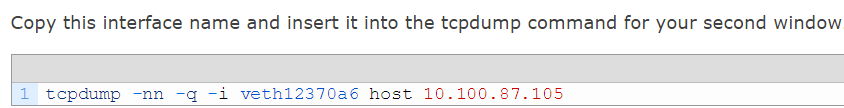 Copy this interface name and insert it into the tcpdump command for your second window
1 tcpdump -nn -q -i veth12370a6 host 10.100.87.105